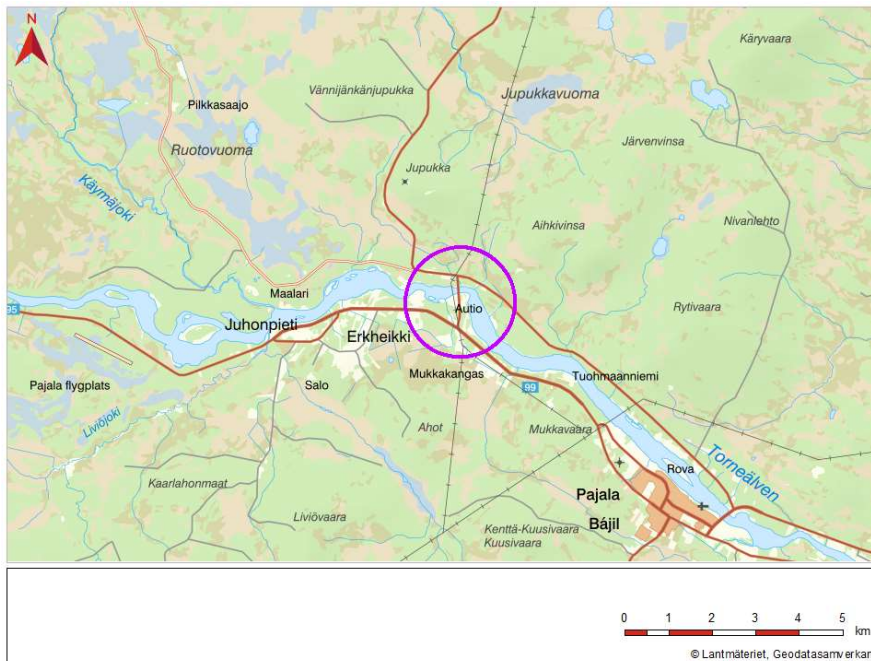 N
Käryvaara
Vännijänkänjupukka
Jupukkavuoma
Pilkkasaajo
Järvenvinsa
Ruotovuoma
Jupukka
Käymäjoki
Nivanlehto
Aihkivinsa
Maalari
95
Autio
Rytivaara
Juhonpieti
Erkheikki
Mukkakangas
Tuohmaanniemi
Pajala flygplats
Salo
99
Liviöjoki
Ahot
Mukkavaara
Torneälven
Rova
Kaarlahonmaat
Pajala
Bájil
Liviövaara
Kenttä-Kuusivaara
Kuusivaara
0 1 2 3 4 5
km
© Lantmäteriet, Geodatasamverkan